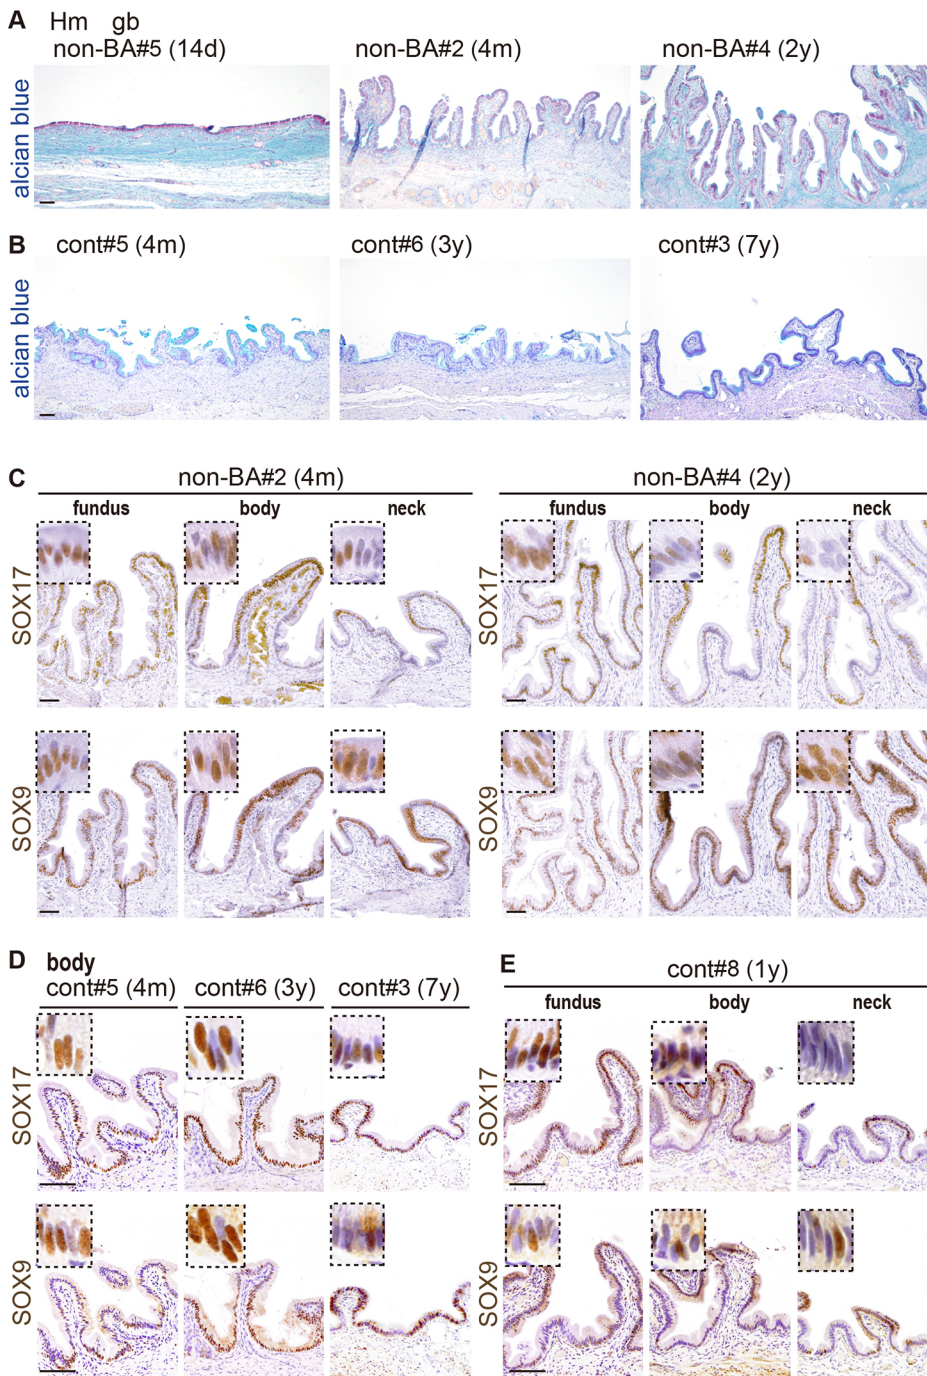 A Hm gb
non-BA#5 (14d) non-BA#2 (4m) non-BA#4 (2y)
alcian blue
B cont#5 (4m) cont#6 (3y) cont#3 (7y)
alcian blue
C non-BA#2 (4m) non-BA#4 (2y)
fundus body neck fundus body neck
SOX17 SOX17
SOX9 SOX9
D body
cont#5 (4m) cont#6 (3y) cont#3 (7y)
SOX17
SOX9
E cont#8 (1y)
fundus body neck
SOX17
SOX9